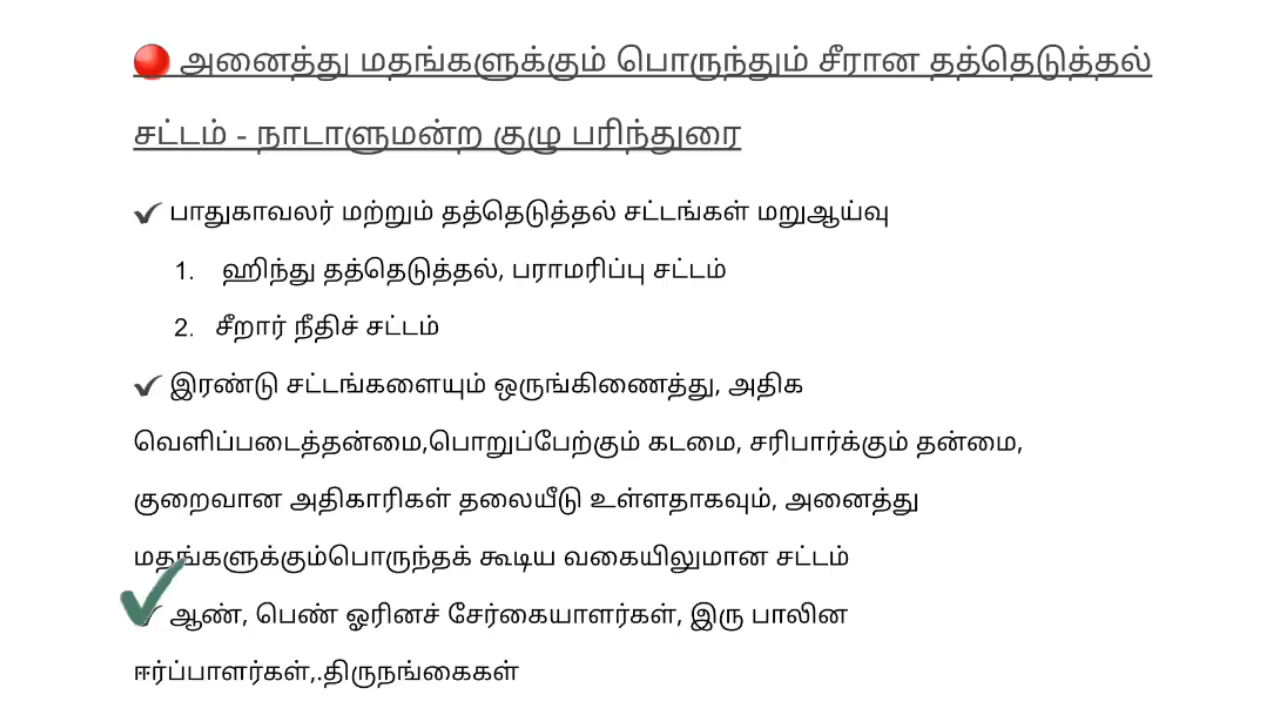 🔴 அனைத்து மதங்களுக்கும் பொருந்தும் சீரான தத்தெடுத்தல்
சட்டம் - நாடாளுமன்ற குழு பரிந்துரை
✓ பாதுகாவலர் மற்றும் தத்தெடுத்தல் சட்டங்கள் மறுஆய்வு
1. ஹிந்து தத்தெடுத்தல், பராமரிப்பு சட்டம்
2. சீறார் நீதிச் சட்டம்
✓ இரண்டு சட்டங்களையும் ஒருங்கிணைத்து, அதிக
வெளிப்படைத்தன்மை,பொறுப்பேற்கும் கடமை, சரிபார்க்கும் தன்மை,
குறைவான அதிகாரிகள் தலையீடு உள்ளதாகவும், அனைத்து
மதங்களுக்கும்பொருந்தக் கூடிய வகையிலுமான சட்டம்
✓ ஆண், பெண் ஓரினச் சேர்கையாளர்கள், இரு பாலின
ஈர்ப்பாளர்கள்,.திருநங்கைகள்